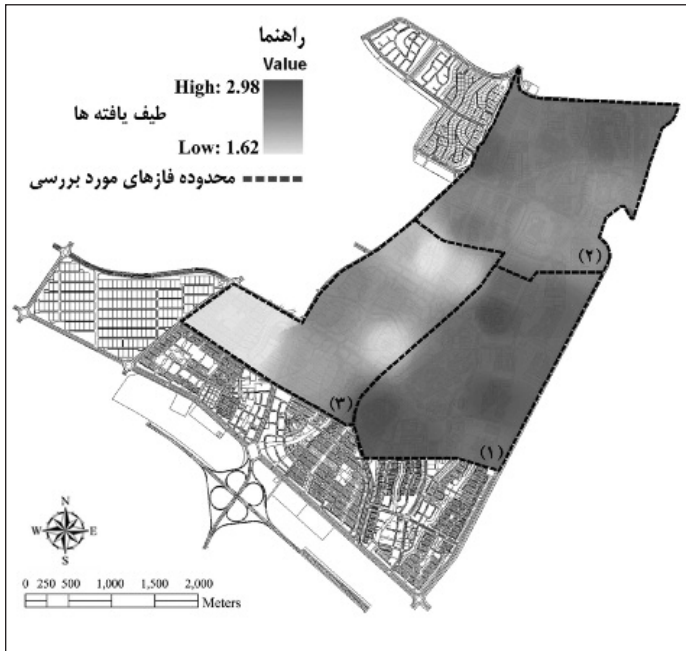 راهنما
Value
High: 2.98
طیف یافته ها
Low: 1.62
محدوده فازهای مورد بررسی
(۲)
(۳)
(۱)
N
W E
S
0 250 500 1,000 1,500 2,000
Meters